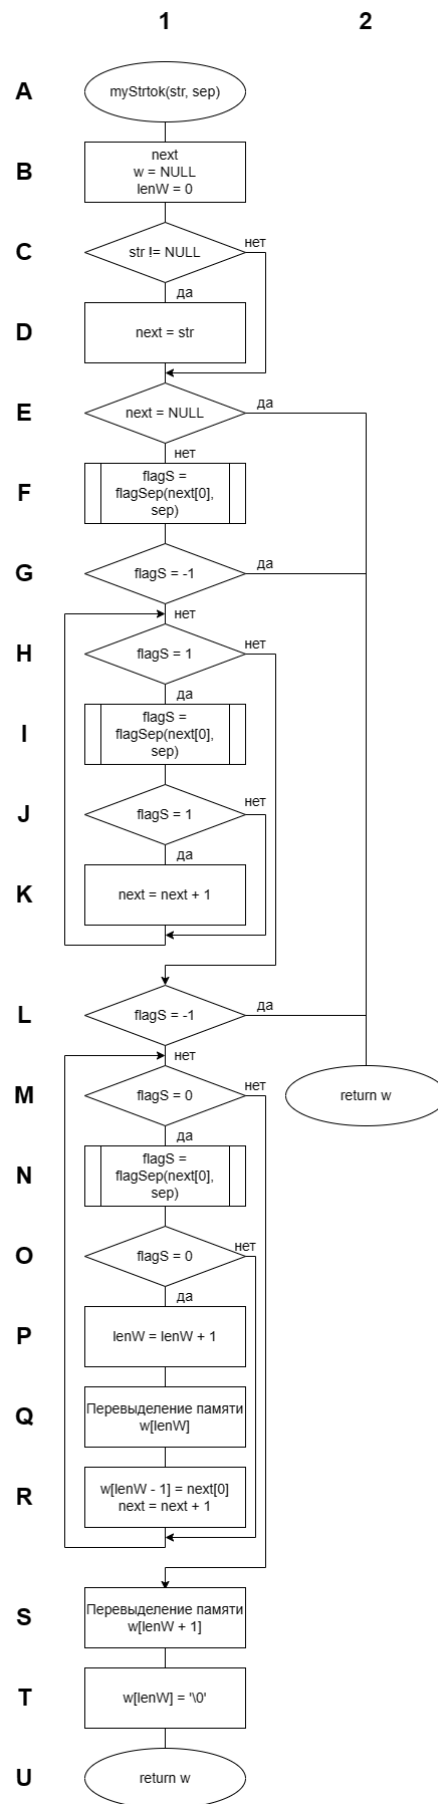 1 2
A
myStrtok(str, sep)
B
next
w = NULL
lenW = 0
C
str != NULL
нет
да
D
next = str
E
next = NULL
да
нет
F
flagS =
flagSep(next[0],
sep)
G
flagS = -1
да
нет
H
flagS = 1
нет
да
I
flagS =
flagSep(next[0],
sep)
J
flagS = 1
нет
да
K
next = next + 1
L
flagS = -1
да
нет
M
flagS = 0
нет
return w
да
N
flagS =
flagSep(next[0],
sep)
O
flagS = 0
нет
да
P
lenW = lenW + 1
Q
Перевыделение памяти
w[lenW]
R
w[lenW - 1] = next[0]
next = next + 1
S
Перевыделение памяти
w[lenW + 1]
T
w[lenW] = '\0'
U
return w